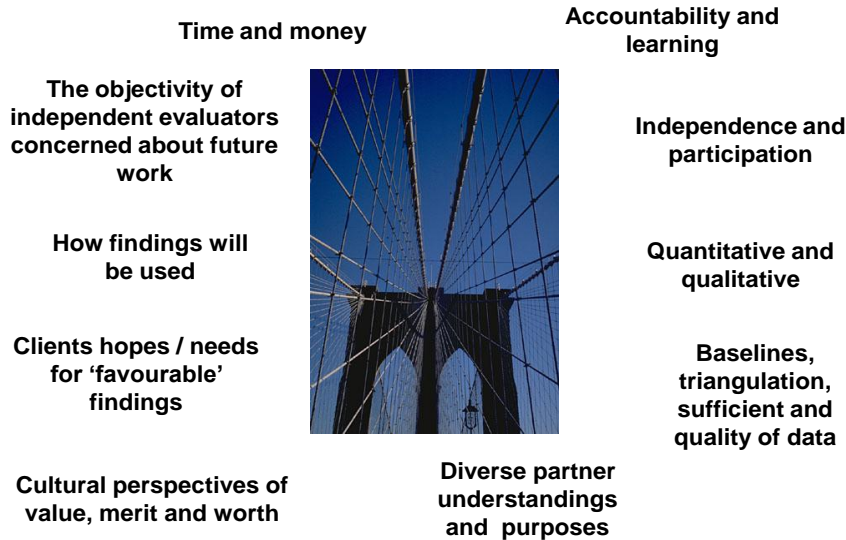 Time and money
Accountability and
learning
The objectivity of
independent evaluators
concerned about future
work
Independence and
participation
How findings will
be used
Quantitative and
qualitative
Clients hopes / needs
for ‘favourable’
findings
Baselines,
triangulation,
sufficient and
quality of data
Cultural perspectives of
value, merit and worth
Diverse partner
understandings
and purposes